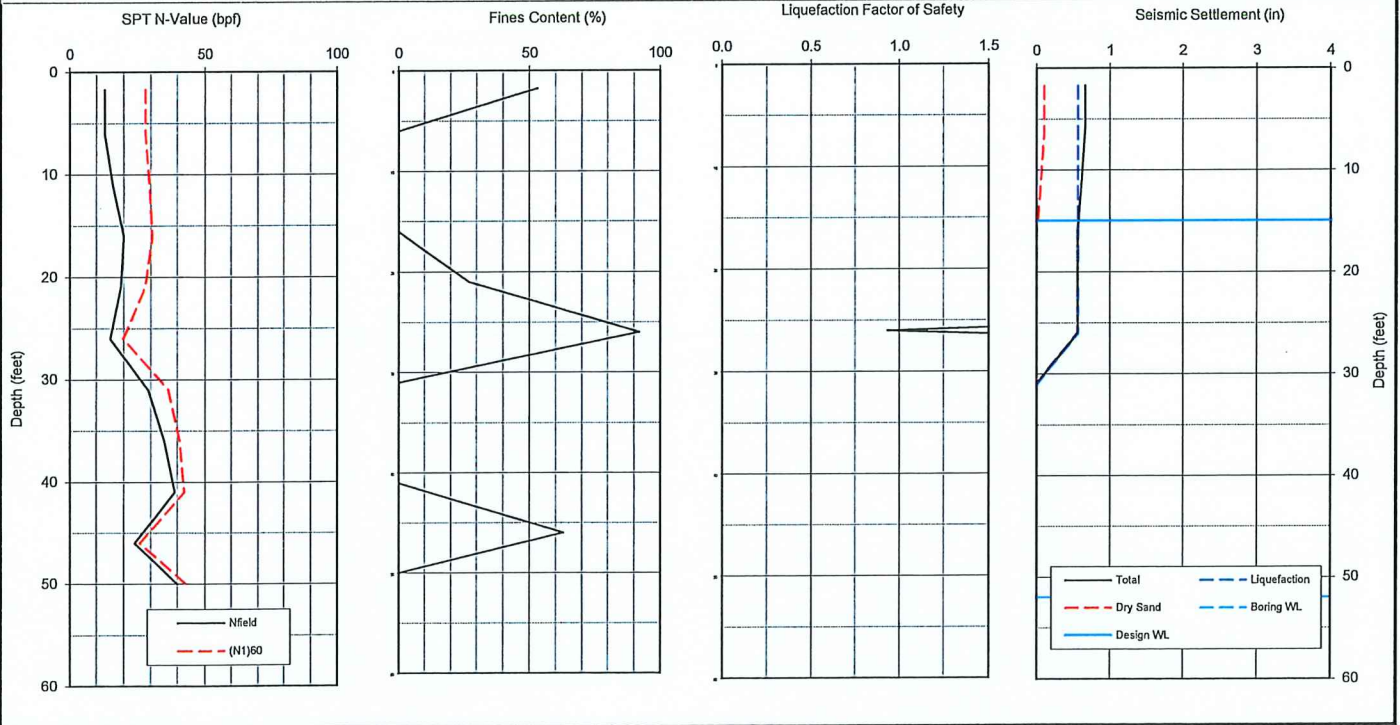 SPT N-Value (bpf)
0 50 100
0
10
20
30
40
50
60
Depth (feet)
Nfield
(N1)60
Fines Content (%)
0 50 100
Liquefaction Factor of Safety
0.0 0.5 1.0 1.5
Seismic Settlement (in)
0 1 2 3 4
0
10
20
30
40
50
60
Depth (feet)
Total Liquefaction
Dry Sand Boring WL
Design WL